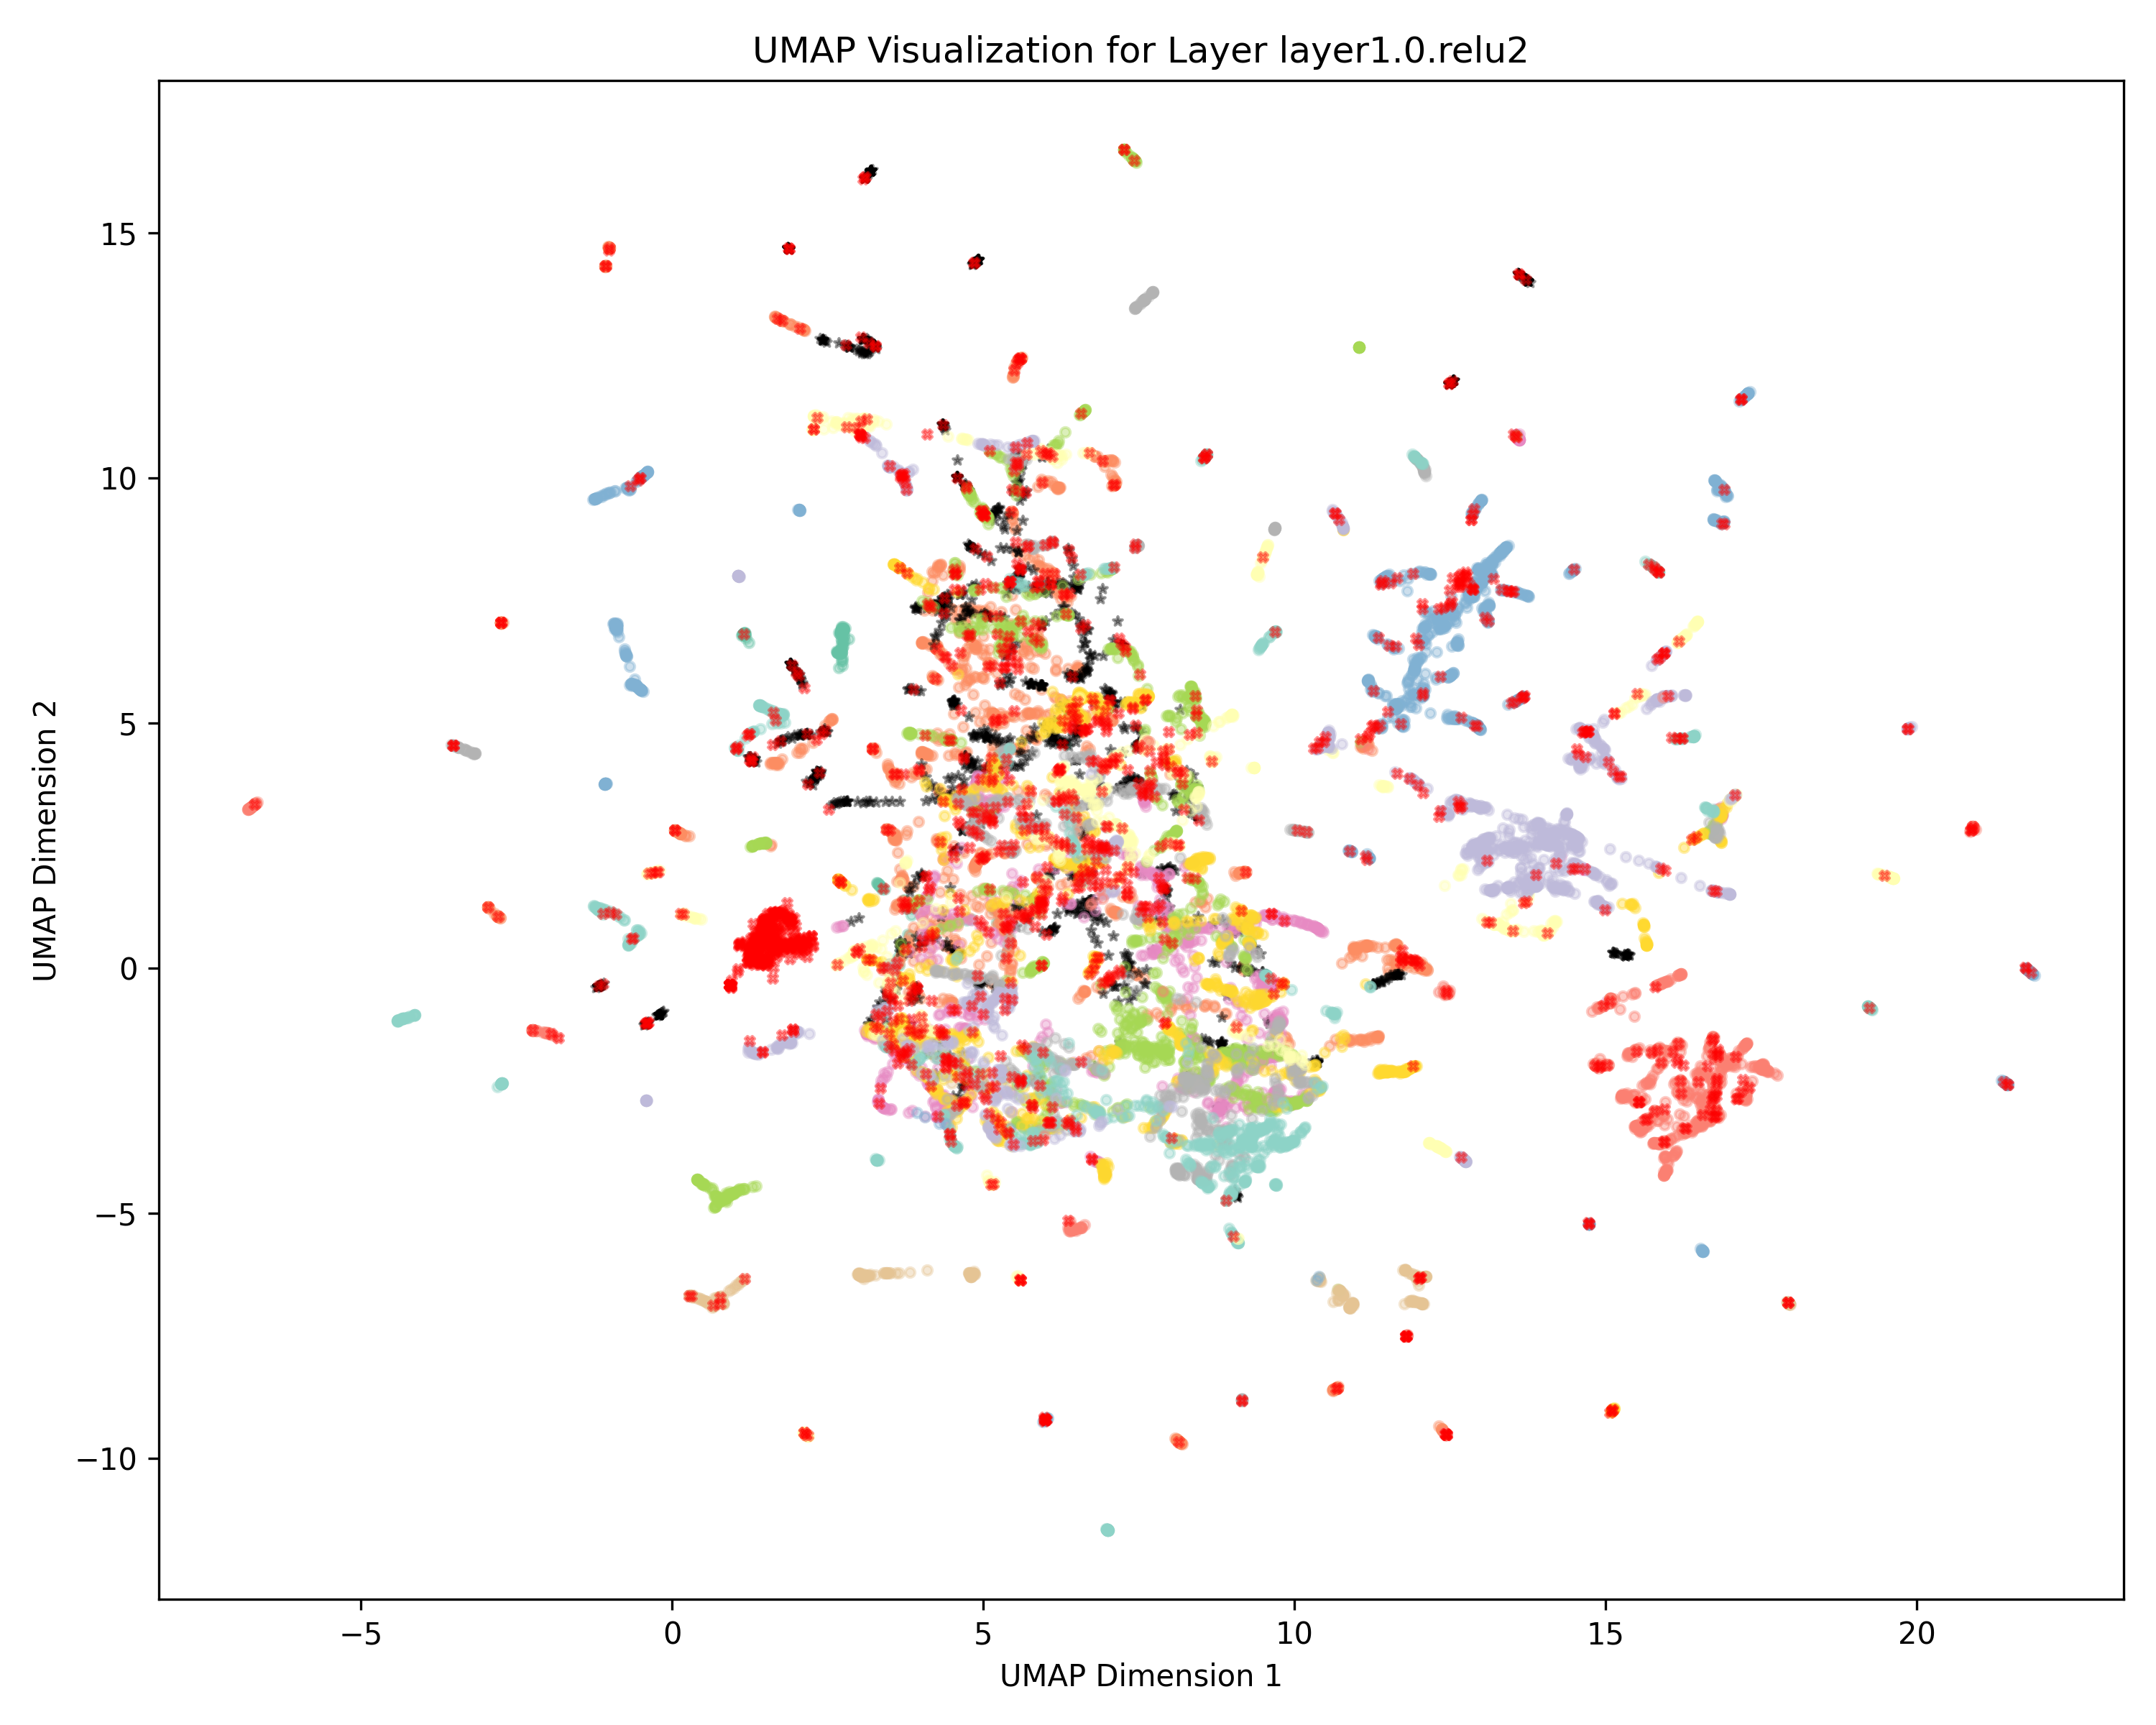 UMAP Visualization for Layer layer1.0.relu2
15
10
5
0
−5
−10
UMAP Dimension 2
−5 0 5 10 15 20
UMAP Dimension 1